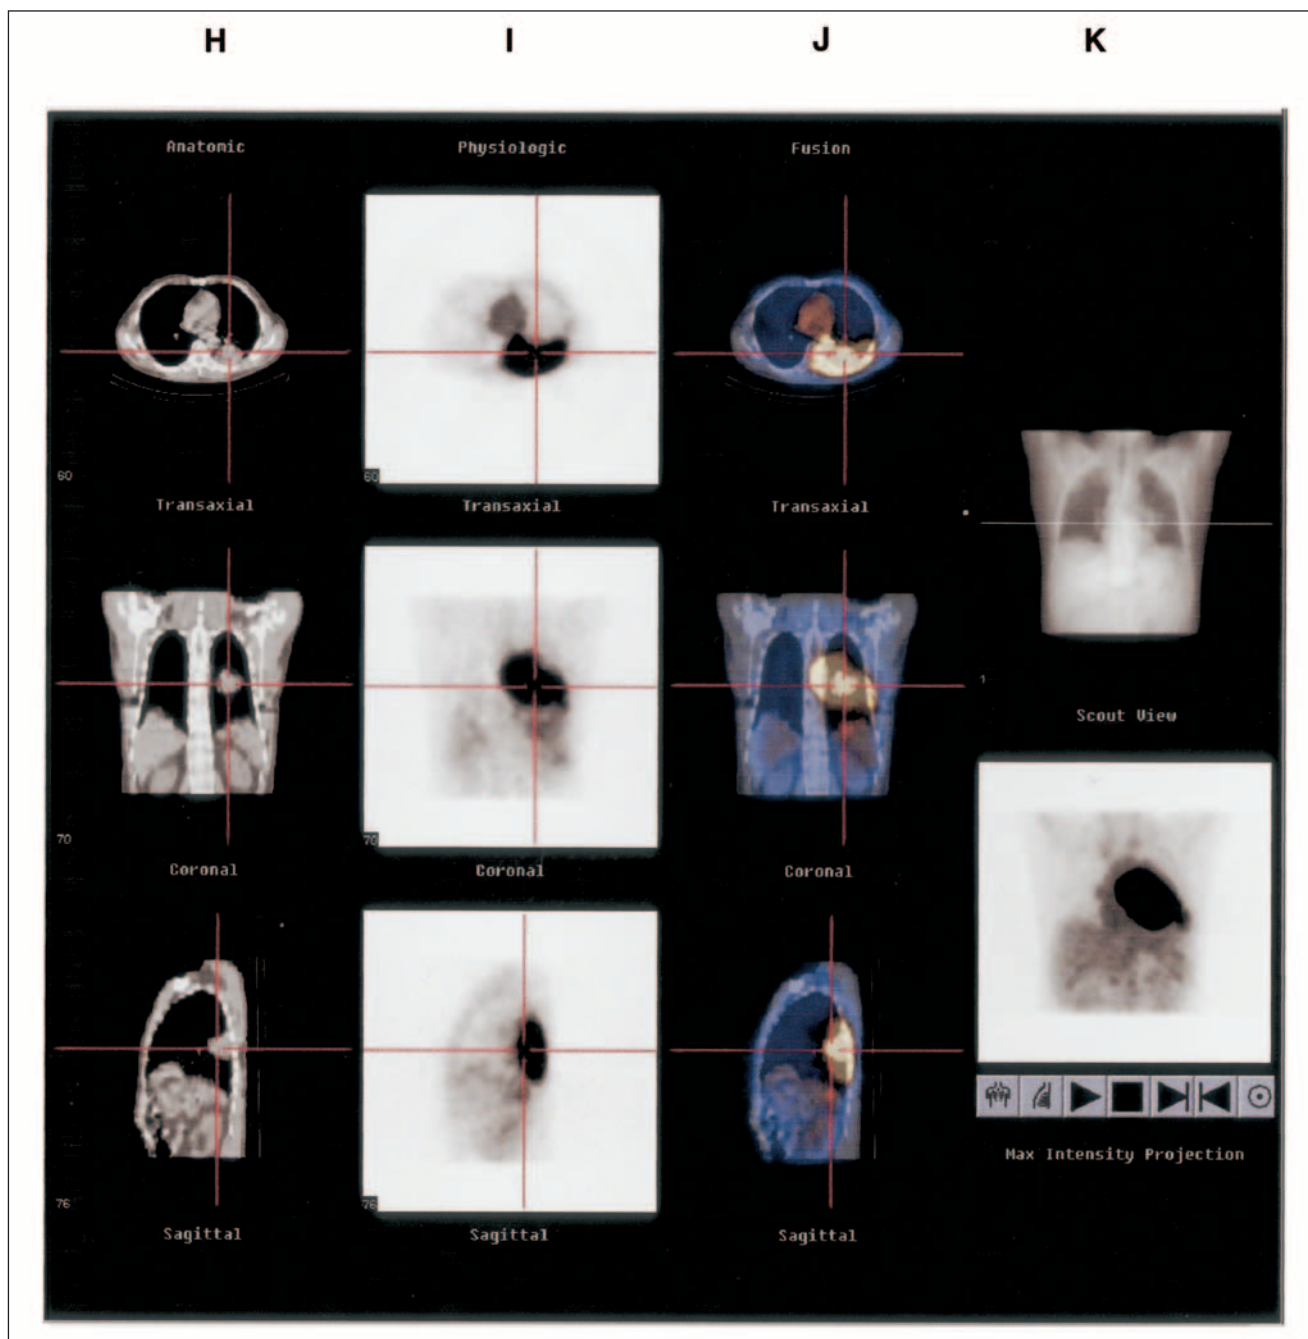 H I J K
Anatomic Physiologic Fusion
60 60
Transaxial Transaxial Transaxial
1
Scout View
70 70
Coronal Coronal Coronal
Max Intensity Projection
76 76
Sagittal Sagittal Sagittal